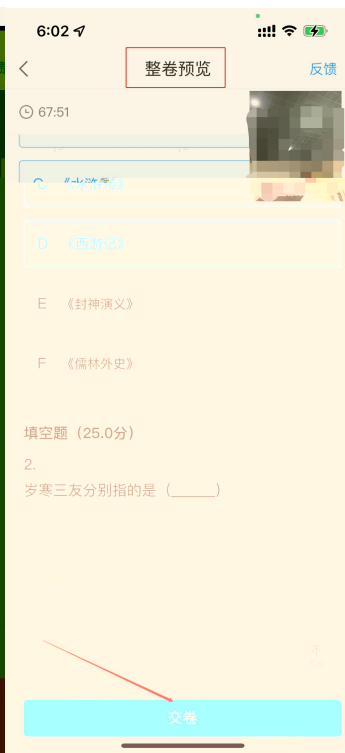 6:02
整卷预览
反馈
67:51
C 《水浒传》
D 《西游记》
E 《封神演义》
F 《儒林外史》
填空题（25.0分）
2.
岁寒三友分别指的是（______）
交卷